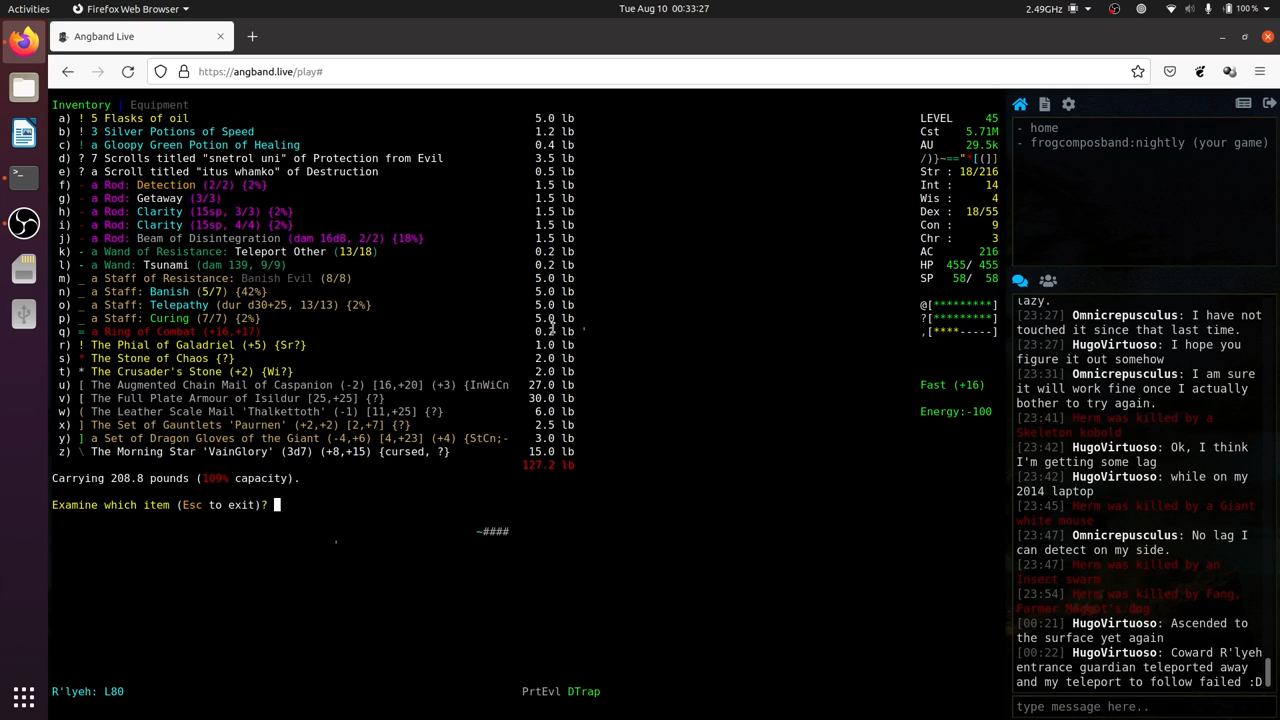 Activities
Firefox Web Browser
Tue Aug 10 00:33:27
2.49GHz
100 %
Angband Live
https://angband.live/play#
Inventory | Equipment
a) ! 5 Flasks of oil 5.0 lb
b) ! 3 Silver Potions of Speed 1.2 lb
c) ! a Gloopy Green Potion of Healing 0.4 lb
d) ? 7 Scrolls titled "snetrol uni" of Protection from Evil 3.5 lb
e) ? a Scroll titled "itus whamko" of Destruction 0.5 lb
f) - a Rod: Detection (2/2) {2%} 1.5 lb
g) - a Rod: Getaway (3/3) 1.5 lb
h) - a Rod: Clarity (15sp, 3/3) {2%} 1.5 lb
i) - a Rod: Clarity (15sp, 4/4) {2%} 1.5 lb
j) - a Rod: Beam of Disintegration (dam 16d8, 2/2) {18%} 1.5 lb
k) - a Wand of Resistance: Teleport Other (13/18) 0.2 lb
l) - a Wand: Tsunami (dam 139, 9/9) 0.2 lb
m) _ a Staff of Resistance: Banish Evil (8/8) 5.0 lb
n) _ a Staff: Banish (5/7) {42%} 5.0 lb
o) _ a Staff: Telepathy (dur d30+25, 13/13) {2%} 5.0 lb
p) _ a Staff: Curing (7/7) {2%} 5.0 lb
q) = a Ring of Combat (+16,+17) 0.2 lb '
r) ! The Phial of Galadriel (+5) {Sr?} 1.0 lb
s) * The Stone of Chaos {?} 2.0 lb
t) * The Crusader's Stone (+2) {Wi?} 2.0 lb
u) [ The Augmented Chain Mail of Caspanion (-2) [16,+20] (+3) {InWiCn 27.0 lb
v) [ The Full Plate Armour of Isildur [25,+25] {?} 30.0 lb
w) ( The Leather Scale Mail 'Thalkettoth' (-1) [11,+25] {?} 6.0 lb
x) ] The Set of Gauntlets 'Paurnen' (+2,+2) [2,+7] {?} 2.5 lb
y) ] a Set of Dragon Gloves of the Giant (-4,+6) [4,+23] (+4) {StCn;- 3.0 lb
z) \ The Morning Star 'VainGlory' (3d7) (+8,+15) {cursed, ?} 15.0 lb
127.2 lb
Carrying 208.8 pounds (109% capacity).
Examine which item (Esc to exit)?
~####
'
R'lyeh: L80
PrtEvl DTrap
LEVEL 45
Cst 5.71M
AU 29.5k
/)}~=="*[(]]
Str : 18/216
Int : 14
Wis : 4
Dex : 18/55
Con : 9
Chr : 3
AC 216
HP 455/ 455
SP 58/ 58
@[*********]
?[*********]
,[****-----]
Fast (+16)
Energy:-100
- home
- frogcomposband:nightly (your game)
lazy.
[23:27] Omnicrepusculus: I have not
touched it since that last time.
[23:27] HugoVirtuoso: I hope you
figure it out somehow
[23:31] Omnicrepusculus: I am sure
it will work fine once I actually
bother to try again.
[23:41] Herm was killed by a
Skeleton kobold
[23:42] HugoVirtuoso: Ok, I think
I'm getting some lag
[23:42] HugoVirtuoso: while on my
2014 laptop
[23:45] Herm was killed by a Giant
white mouse
[23:47] Omnicrepusculus: No lag I
can detect on my side.
[23:47] Herm was killed by an
Insect swarm
[23:54] Herm was killed by Fang,
Farmer Maggot's dog
[00:21] HugoVirtuoso: Ascended to
the surface yet again
[00:22] HugoVirtuoso: Coward R'lyeh
entrance guardian teleported away
and my teleport to follow failed :D
type message here..